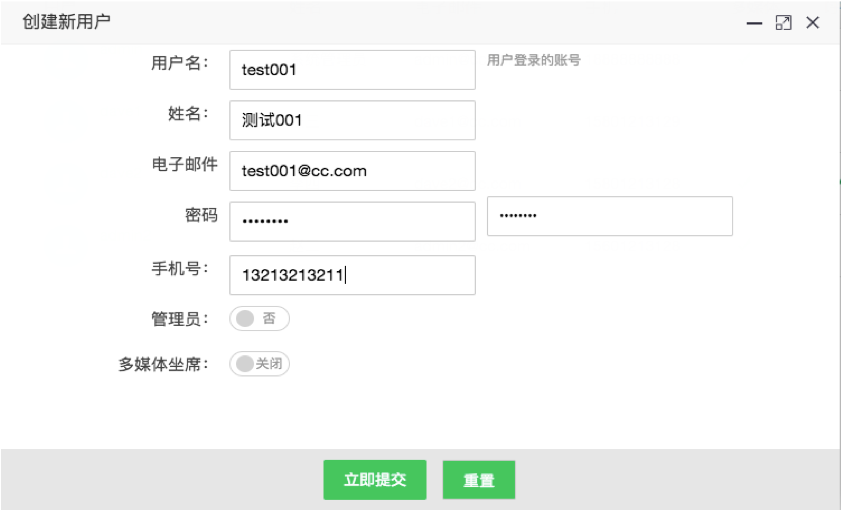 创建新用户
用户名： test001 用户登录的账号
姓名： 测试001
电子邮件 test001@cc.com
密码 •••••••• ••••••••
手机号： 13213213211
管理员： 否
多媒体坐席： 关闭
立即提交 重置